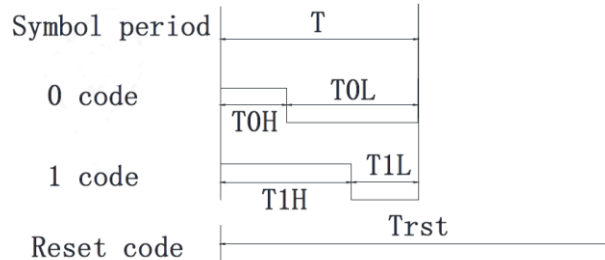 Symbol period T
0 code T0H T0L
1 code T1H T1L
Reset code Trst